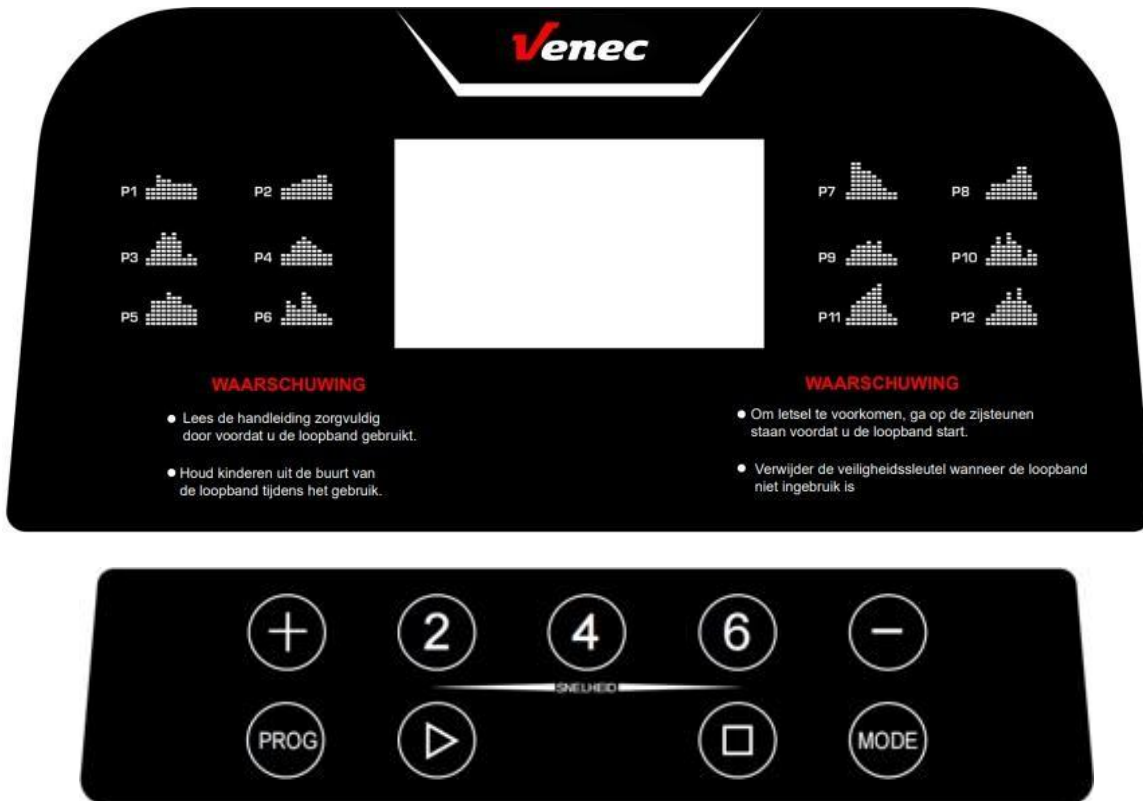 Venec
P1
P2
P3
P4
P5
P6
P7
P8
P9
P10
P11
P12
WAARSCHUWING
Lees de handleiding zorgvuldig
door voordat u de loopband gebruikt.
Houd kinderen uit de buurt van
de loopband tijdens het gebruik.
WAARSCHUWING
Om letsel te voorkomen, ga op de zijsteunen
staan voordat u de loopband start.
Verwijder de veiligheidssleutel wanneer de loopband
niet ingebruik is
+ 2 4 6 −
SNELHEID
PROG MODE